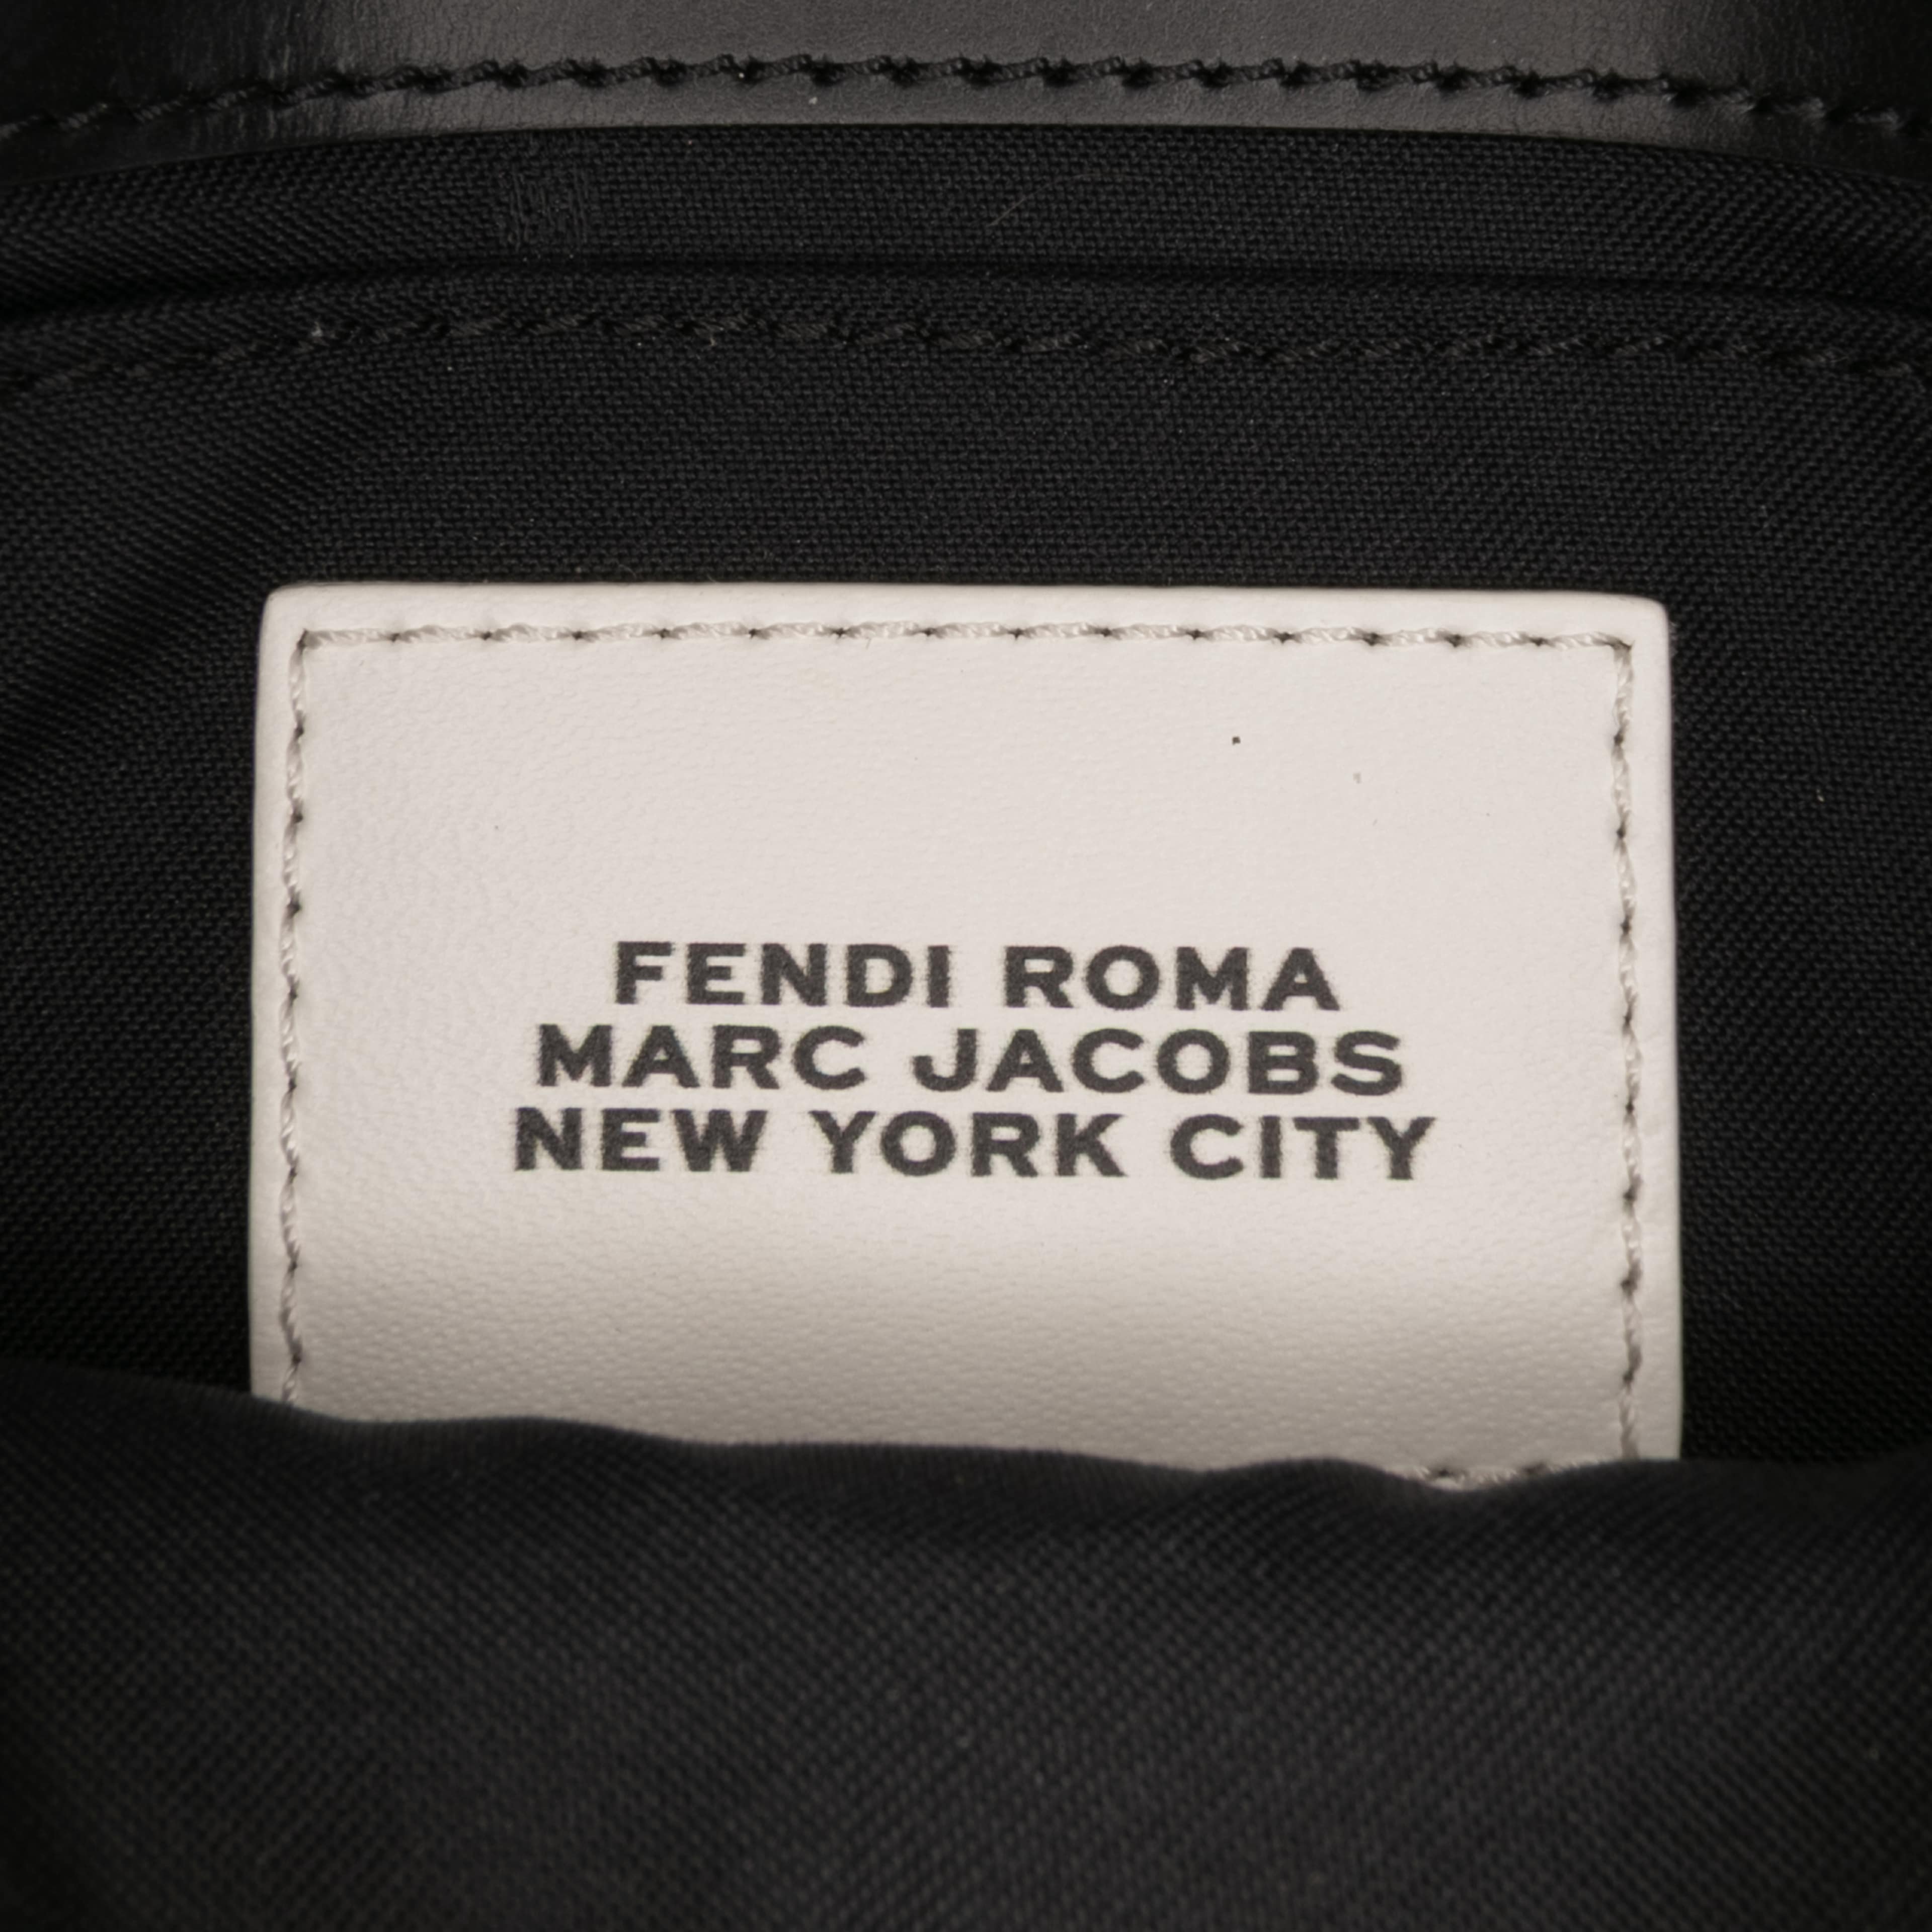 FENDI ROMA
MARC JACOBS
NEW YORK CITY